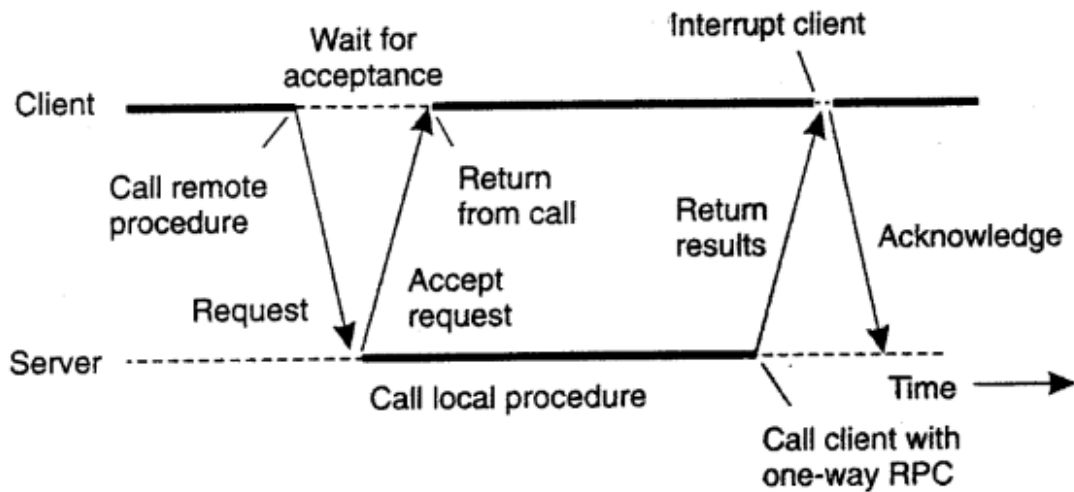 Interrupt client
Wait for
acceptance
Client
Call remote
procedure
Return
from call
Return
results
Acknowledge
Request
Accept
request
Server
Call local procedure
Time
Call client with
one-way RPC